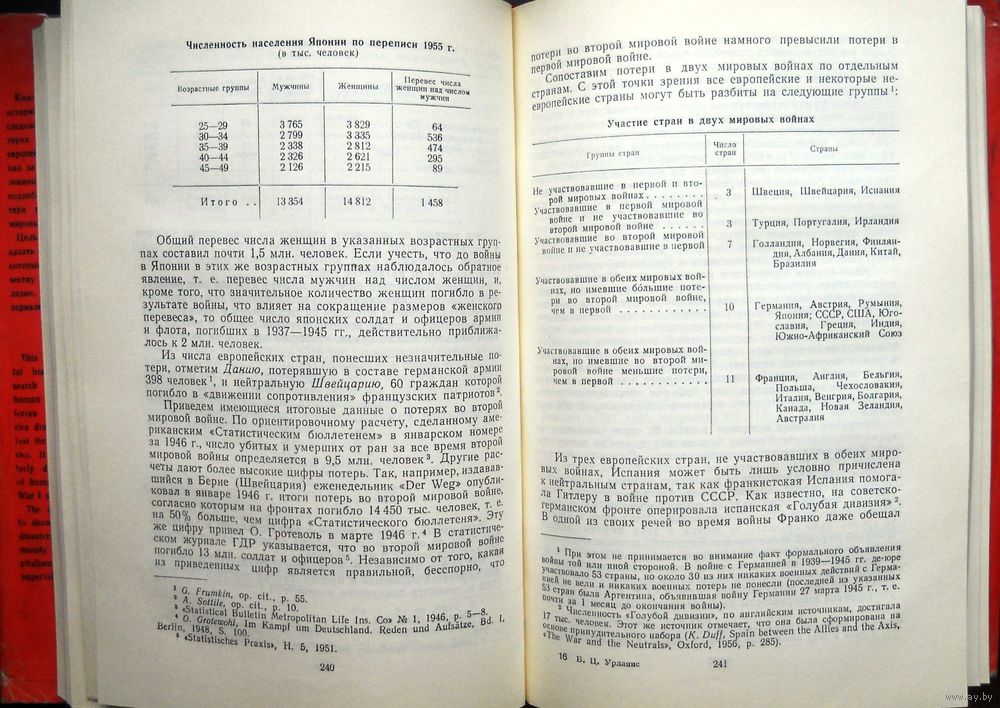 Численность населения Японии по переписи 1955 г.
(в тыс. человек)
Возрастные группы Мужчины Женщины Перевес числа женщин над числом мужчин
25—29 3 765 3 829 64
30—34 2 799 3 335 536
35—39 2 338 2 812 474
40—44 2 326 2 621 295
45—49 2 126 2 215 89
Итого . . 13 354 14 812 1 458
Общий перевес числа женщин в указанных возрастных груп-
пах составил почти 1,5 млн. человек. Если учесть, что до войны
в Японии в этих же возрастных группах наблюдалось обратное
явление, т. е. перевес числа мужчин над числом женщин, и,
кроме того, что значительное количество женщин погибло в ре-
зультате войны, что влияет на сокращение размеров «женского
перевеса», то общее число японских солдат и офицеров армии
и флота, погибших в 1937—1945 гг., действительно приближа-
лось к 2 млн. человек.
Из числа европейских стран, понесших незначительные по-
тери, отметим Данию, потерявшую в составе германской армии
398 человек¹, и нейтральную Швейцарию, 60 граждан которой
погибло в «движении сопротивления» французских патриотов².
Приведем имеющиеся итоговые данные о потерях во второй
мировой войне. По ориентировочному расчету, сделанному аме-
риканским «Статистическим бюллетенем» в январском номере
за 1946 г., число убитых и умерших от ран за все время второй
мировой войны определяется в 9,5 млн. человек³. Другие рас-
четы дают более высокие цифры потерь. Так, например, издавав-
шийся в Берне (Швейцария) еженедельник «Der Weg» опубли-
ковал в январе 1946 г. итоги потерь во второй мировой войне,
согласно которым на фронтах погибло 14 450 тыс. человек, т. е.
на 50% больше, чем цифра «Статистического бюллетеня». Эту
же цифру привел О. Гротеволь в марте 1946 г.⁴ В статистиче-
ском журнале ГДР указывается, что во второй мировой войне
погибло 13 млн. солдат и офицеров⁵. Независимо от того, какая
из приведенных цифр является правильной, бесспорно, что
¹ G. Frumkin, op. cit., p. 55.
² A. Sottile, op. cit., p. 10.
³ «Statistical Bulletin Metropolitan Life Ins. Co» № 1, 1946, p. 5—8.
⁴ O. Grotewohl, Im Kampf um Deutschland. Reden und Aufsätze, Bd. I,
Berlin, 1948, S. 100.
⁵ «Statistisches Praxis», H. 5, 1951.
240
потери во второй мировой войне намного превысили потери в
первой мировой войне.
Сопоставим потери в двух мировых войнах по отдельным
странам. С этой точки зрения все европейские и некоторые не-
европейские страны могут быть разбиты на следующие группы¹:
Участие стран в двух мировых войнах
Группы стран Число стран Страны
Не участвовавшие в первой и вто-
рой мировых войнах . . . . . . . 3 Швеция, Швейцария, Испания
Участвовавшие в первой мировой
войне и не участвовавшие во
второй мировой войне . . . . . . 3 Турция, Португалия, Ирландия
Участвовавшие во второй мировой
войне и не участвовавшие в первой 7 Голландия, Норвегия, Финлян-
дия, Албания, Дания, Китай,
Бразилия
Участвовавшие в обеих мировых вой-
нах, но имевшие бóльшие поте-
ри во второй мировой войне,
чем в первой . . . . . . . . . . . . 10 Германия, Австрия, Румыния,
Япония; СССР, США, Юго-
славия, Греция, Индия,
Южно-Африканский Союз
Участвовавшие в обеих мировых вой-
нах, но имевшие во второй ми-
ровой войне меньшие потери,
чем в первой . . . . . . . . . . . . 11 Франция, Англия, Бельгия,
Польша, Чехословакия,
Италия, Венгрия, Болгария,
Канада, Новая Зеландия,
Австралия
Из трех европейских стран, не участвовавших в обеих миро-
вых войнах, Испания может быть лишь условно причислена
к нейтральным странам, так как франкистская Испания помога-
ла Гитлеру в войне против СССР. Как известно, на советско-
германском фронте оперировала испанская «Голубая дивизия»².
В одной из своих речей во время войны Франко даже обещал
¹ При этом не принимается во внимание факт формального объявления
войны той или иной стороной. В войне с Германией в 1939—1945 гг. де-юре
участвовало 53 страны, но около 30 из них никаких военных действий с Герма-
нией не вели и никаких военных потерь не понесли (последней из указанных
53 стран была Аргентина, объявившая войну Германии 27 марта 1945 г., т. е.
почти за 1 месяц до окончания войны).
² Численность «Голубой дивизии», по английским источникам, достигала
17 тыс. человек. Этот же источник отмечает, что она была сформирована на
основе принудительного набора (K. Duff, Spain between the Allies and the Axis,
«The War and the Neutrals», Oxford, 1956, p. 285).
16 Б. Ц. Урланис
241
www.ay.by